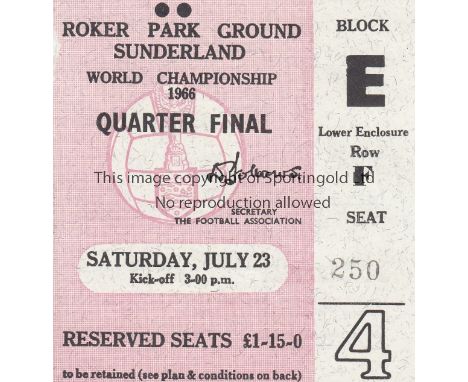 ROKER PARK GROUND
SUNDERLAND
WORLD CHAMPIONSHIP
1966
QUARTER FINAL
This image copyright of Sportingold Ltd
No reproduction allowed
SECRETARY
THE FOOTBALL ASSOCIATION
SATURDAY, JULY 23
Kick-off 3-00 p.m.
RESERVED SEATS £1-15-0
to be retained (see plan & conditions on back)
BLOCK
E
Lower Enclosure
Row
F
SEAT
250
4